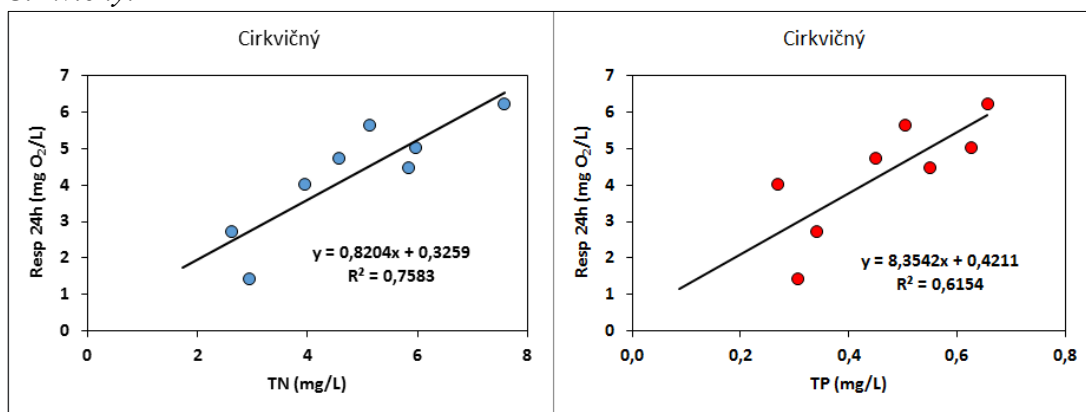 Cirkvičný
7
6
5
4
3
2
1
0
Resp 24h (mg O₂/L)
y = 0,8204x + 0,3259
R² = 0,7583
0 2 4 6 8
TN (mg/L)
Cirkvičný
7
6
5
4
3
2
1
0
Resp 24h (mg O₂/L)
y = 8,3542x + 0,4211
R² = 0,6154
0,0 0,2 0,4 0,6 0,8
TP (mg/L)